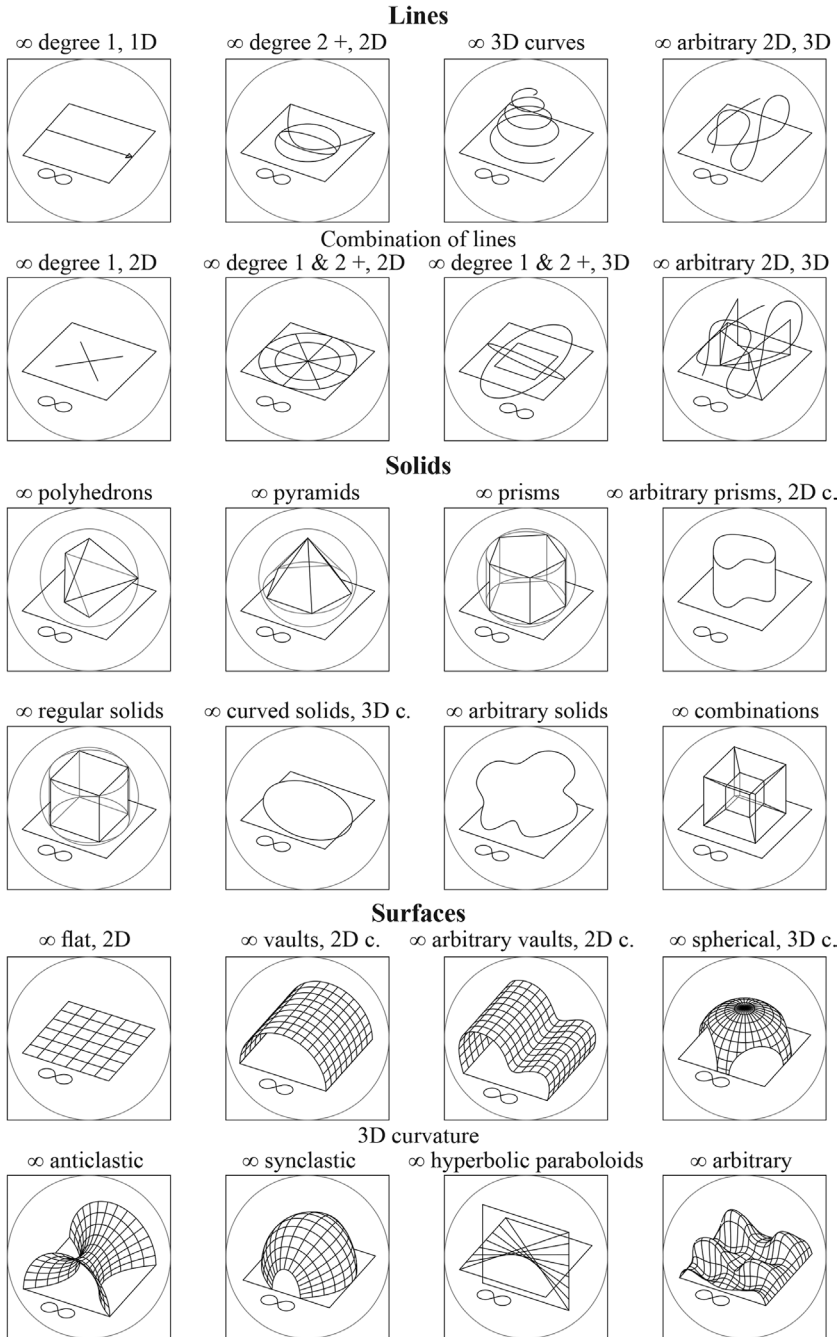 Lines
∞ degree 1, 1D
∞ degree 2 +, 2D
∞ 3D curves
∞ arbitrary 2D, 3D
Combination of lines
∞ degree 1, 2D
∞ degree 1 & 2 +, 2D
∞ degree 1 & 2 +, 3D
∞ arbitrary 2D, 3D
Solids
∞ polyhedrons
∞ pyramids
∞ prisms
∞ arbitrary prisms, 2D c.
∞ regular solids
∞ curved solids, 3D c.
∞ arbitrary solids
∞ combinations
Surfaces
∞ flat, 2D
∞ vaults, 2D c.
∞ arbitrary vaults, 2D c.
∞ spherical, 3D c.
3D curvature
∞ anticlastic
∞ synclastic
∞ hyperbolic paraboloids
∞ arbitrary